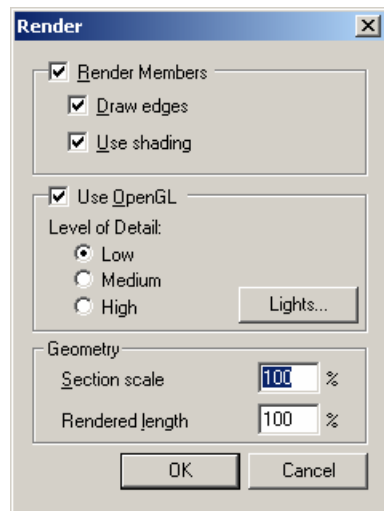 Render
Render Members
Draw edges
Use shading
Use OpenGL
Level of Detail:
Low
Medium
High
Lights...
Geometry
Section scale 100 %
Rendered length 100 %
OK Cancel